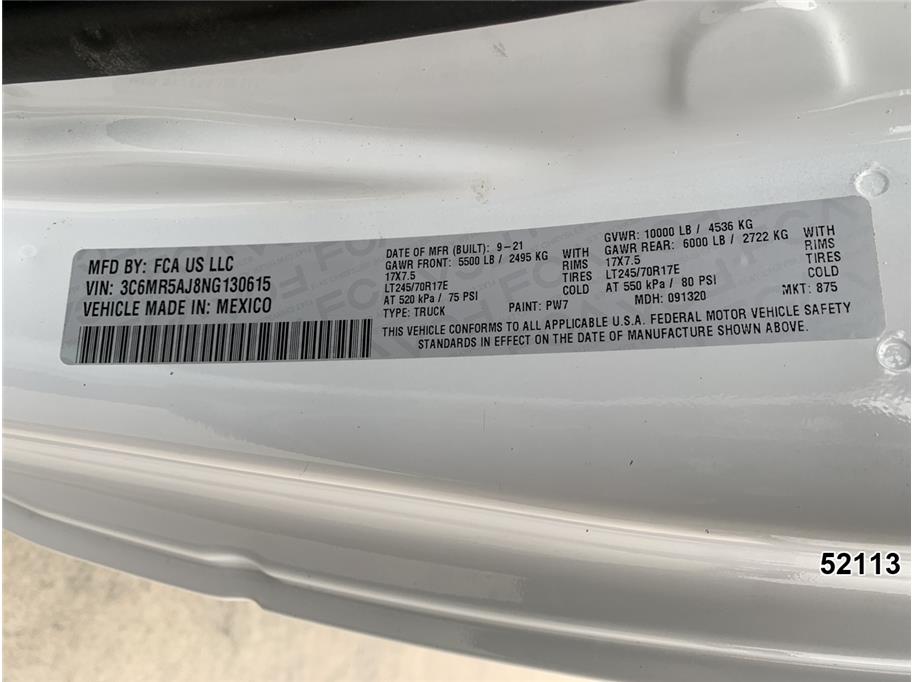 MFD BY: FCA US LLC
VIN: 3C6MR5AJ8NG130615
VEHICLE MADE IN: MEXICO
DATE OF MFR (BUILT): 9-21
GAWR FRONT: 5500 LB / 2495 KG WITH
17X7.5 RIMS
LT245/70R17E TIRES
AT 520 kPa / 75 PSI COLD
TYPE: TRUCK PAINT: PW7
GVWR: 10000 LB / 4536 KG
GAWR REAR: 6000 LB / 2722 KG WITH
17X7.5 RIMS
LT245/70R17E TIRES
AT 550 kPa / 80 PSI COLD
MDH: 091320 MKT: 875
THIS VEHICLE CONFORMS TO ALL APPLICABLE U.S.A. FEDERAL MOTOR VEHICLE SAFETY
STANDARDS IN EFFECT ON THE DATE OF MANUFACTURE SHOWN ABOVE.
52113